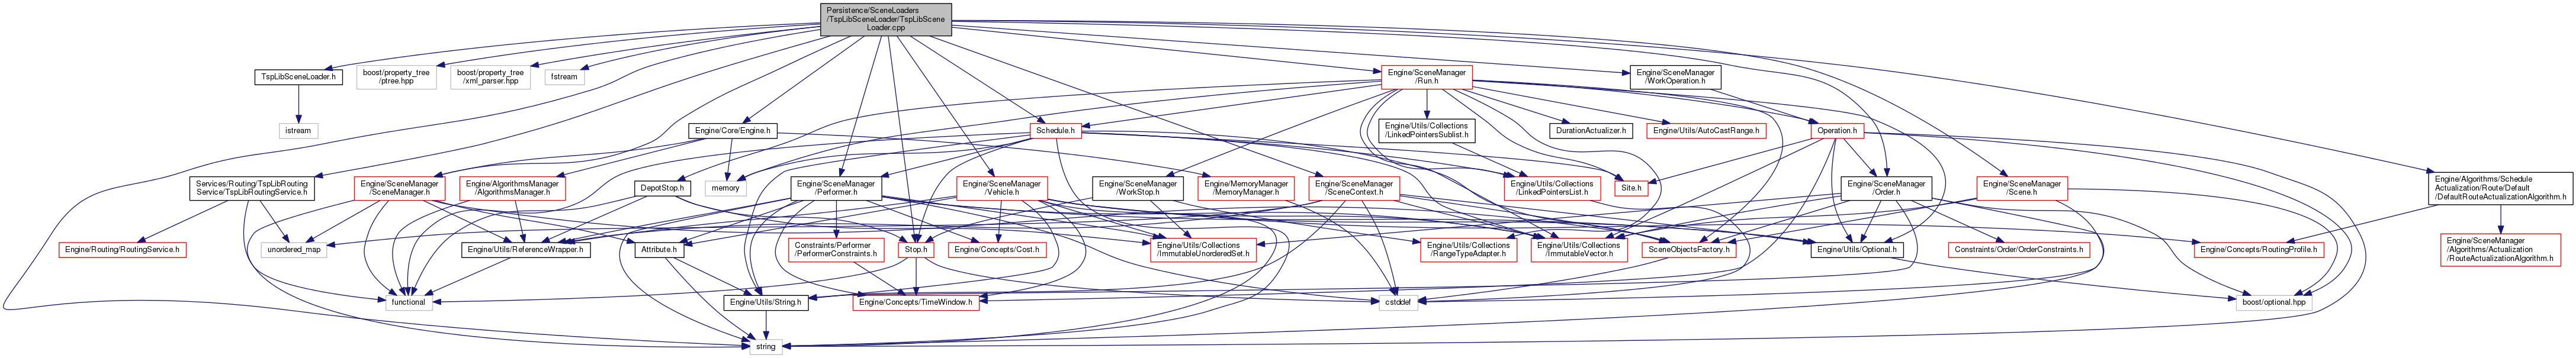 Persistence/SceneLoaders
/TspLibSceneLoader/TspLibScene
Loader.cpp
TspLibSceneLoader.h
boost/property_tree
/ptree.hpp
boost/property_tree
/xml_parser.hpp
fstream
Engine/SceneManager
/Run.h
Engine/SceneManager
/WorkOperation.h
istream
Engine/Core/Engine.h
Schedule.h
Engine/Utils/Collections
/LinkedPointersSublist.h
DurationActualizer.h
Engine/Utils/AutoCastRange.h
Operation.h
Services/Routing/TspLibRouting
Service/TspLibRoutingService.h
Engine/SceneManager
/SceneManager.h
Engine/AlgorithmsManager
/AlgorithmsManager.h
DepotStop.h
memory
Engine/SceneManager
/Performer.h
Engine/SceneManager
/Vehicle.h
Engine/SceneManager
/WorkStop.h
Engine/MemoryManager
/MemoryManager.h
Engine/SceneManager
/SceneContext.h
Engine/Utils/Collections
/LinkedPointersList.h
Site.h
Engine/SceneManager
/Order.h
Engine/SceneManager
/Scene.h
Engine/Algorithms/Schedule
Actualization/Route/Default
/DefaultRouteActualizationAlgorithm.h
Engine/Routing/RoutingService.h
unordered_map
Engine/Utils/ReferenceWrapper.h
Attribute.h
Constraints/Performer
/PerformerConstraints.h
Stop.h
Engine/Concepts/Cost.h
Engine/Utils/Collections
/ImmutableUnorderedSet.h
Engine/Utils/Collections
/RangeTypeAdapter.h
Engine/Utils/Collections
/ImmutableVector.h
SceneObjectsFactory.h
Engine/Utils/Optional.h
Constraints/Order/OrderConstraints.h
Engine/Concepts/RoutingProfile.h
Engine/SceneManager
/Algorithms/Actualization
/RouteActualizationAlgorithm.h
functional
Engine/Utils/String.h
Engine/Concepts/TimeWindow.h
cstddef
boost/optional.hpp
string